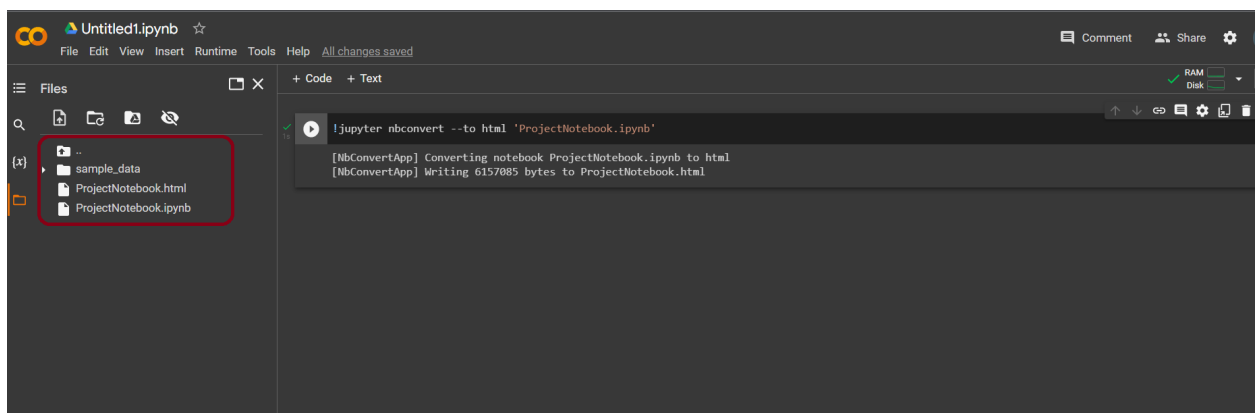 Untitled1.ipynb
File Edit View Insert Runtime Tools Help All changes saved
Comment Share
Files
+ Code + Text
RAM
Disk
{x}
..
sample_data
ProjectNotebook.html
ProjectNotebook.ipynb
1s
!jupyter nbconvert --to html 'ProjectNotebook.ipynb'
[NbConvertApp] Converting notebook ProjectNotebook.ipynb to html
[NbConvertApp] Writing 6157085 bytes to ProjectNotebook.html